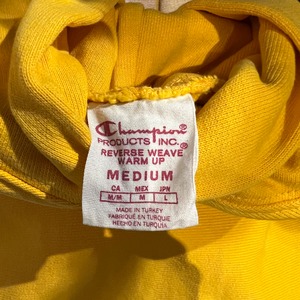 Champion®
PRODUCTS INC.®
REVERSE WEAVE
WARM UP
MEDIUM
CA MEX JPN
M/M M L
MADE IN TURKEY
FABRIQUÉ EN TURQUIE
HECHO EN TURQUIA